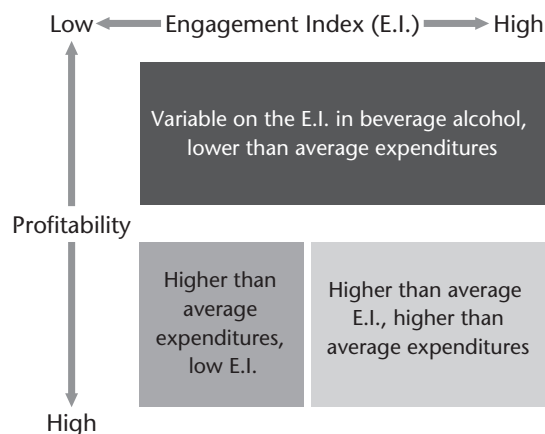 Low Engagement Index (E.I.) High
Variable on the E.I. in beverage alcohol,
lower than average expenditures
Profitability
Higher than
average
expenditures,
low E.I.
Higher than average
E.I., higher than
average expenditures
High